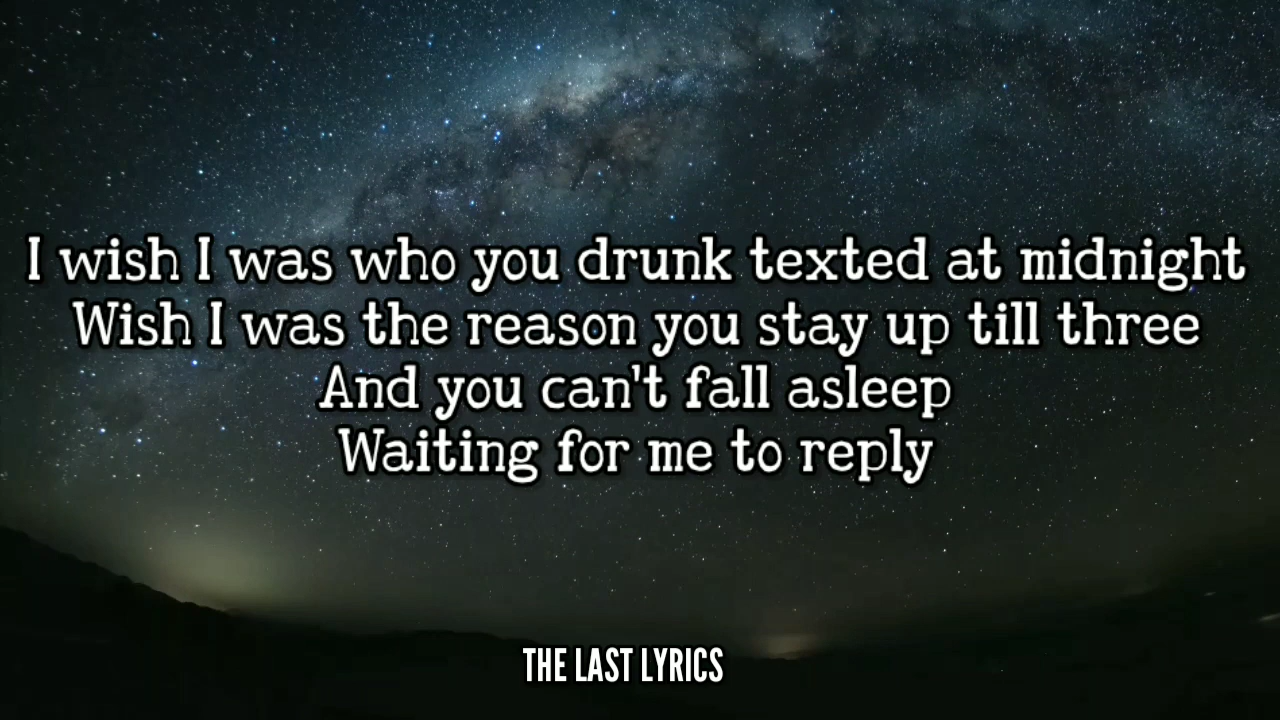 I wish I was who you drunk texted at midnight
Wish I was the reason you stay up till three
And you can't fall asleep
Waiting for me to reply
THE LAST LYRICS